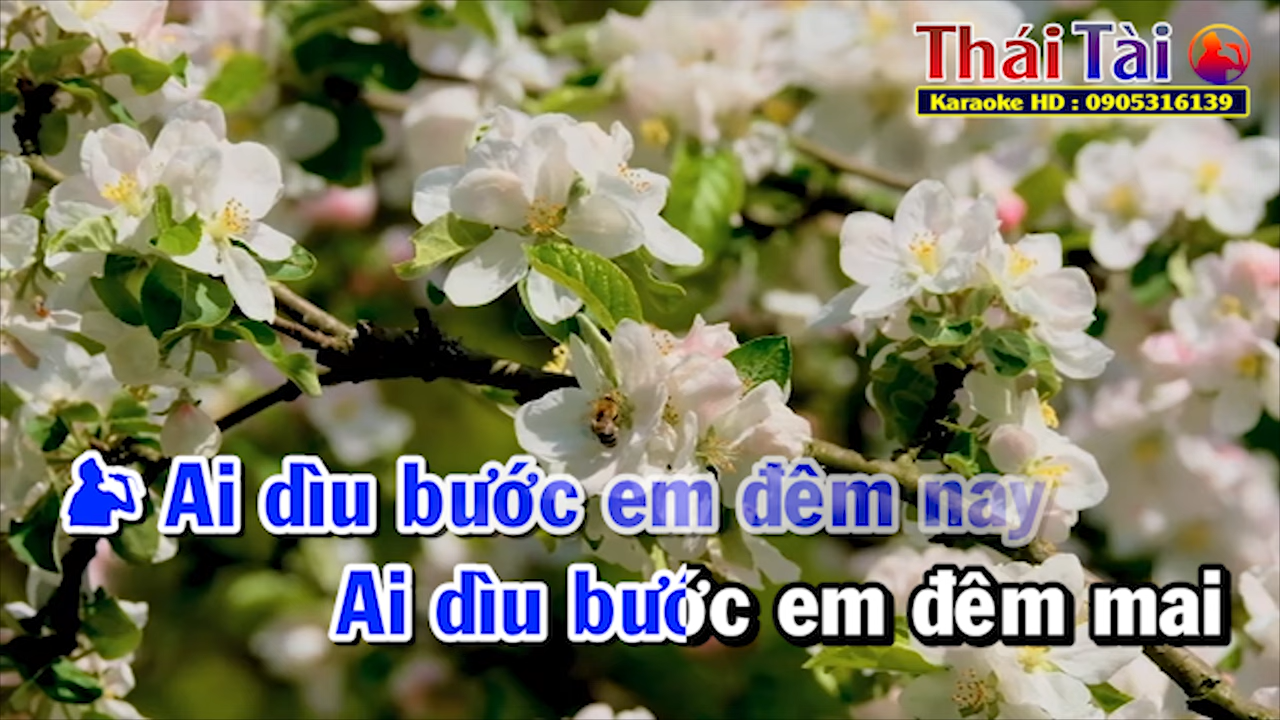 Thái Tài
Karaoke HD : 0905316139
Ai dìu bước em đêm nay
Ai dìu bước em đêm mai